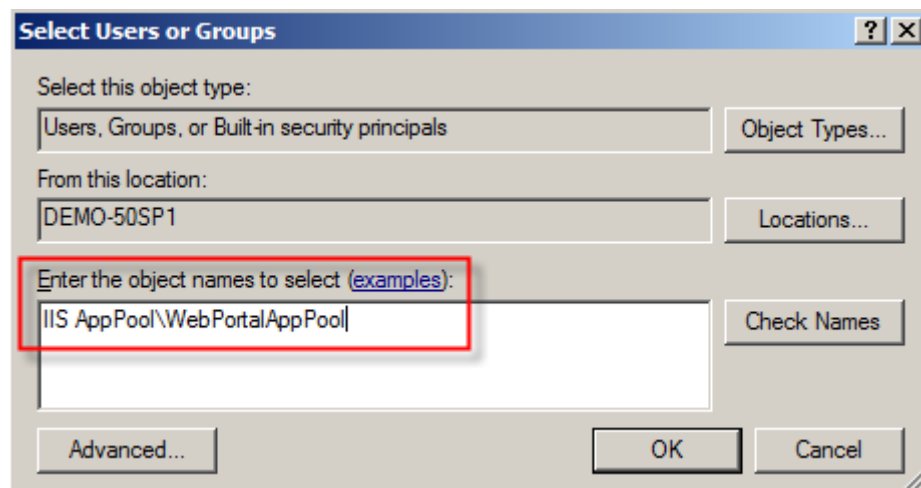 Select Users or Groups
Select this object type:
Users, Groups, or Built-in security principals
Object Types...
From this location:
DEMO-50SP1
Locations...
Enter the object names to select (examples):
IIS AppPool\WebPortalAppPool
Check Names
Advanced...
OK
Cancel